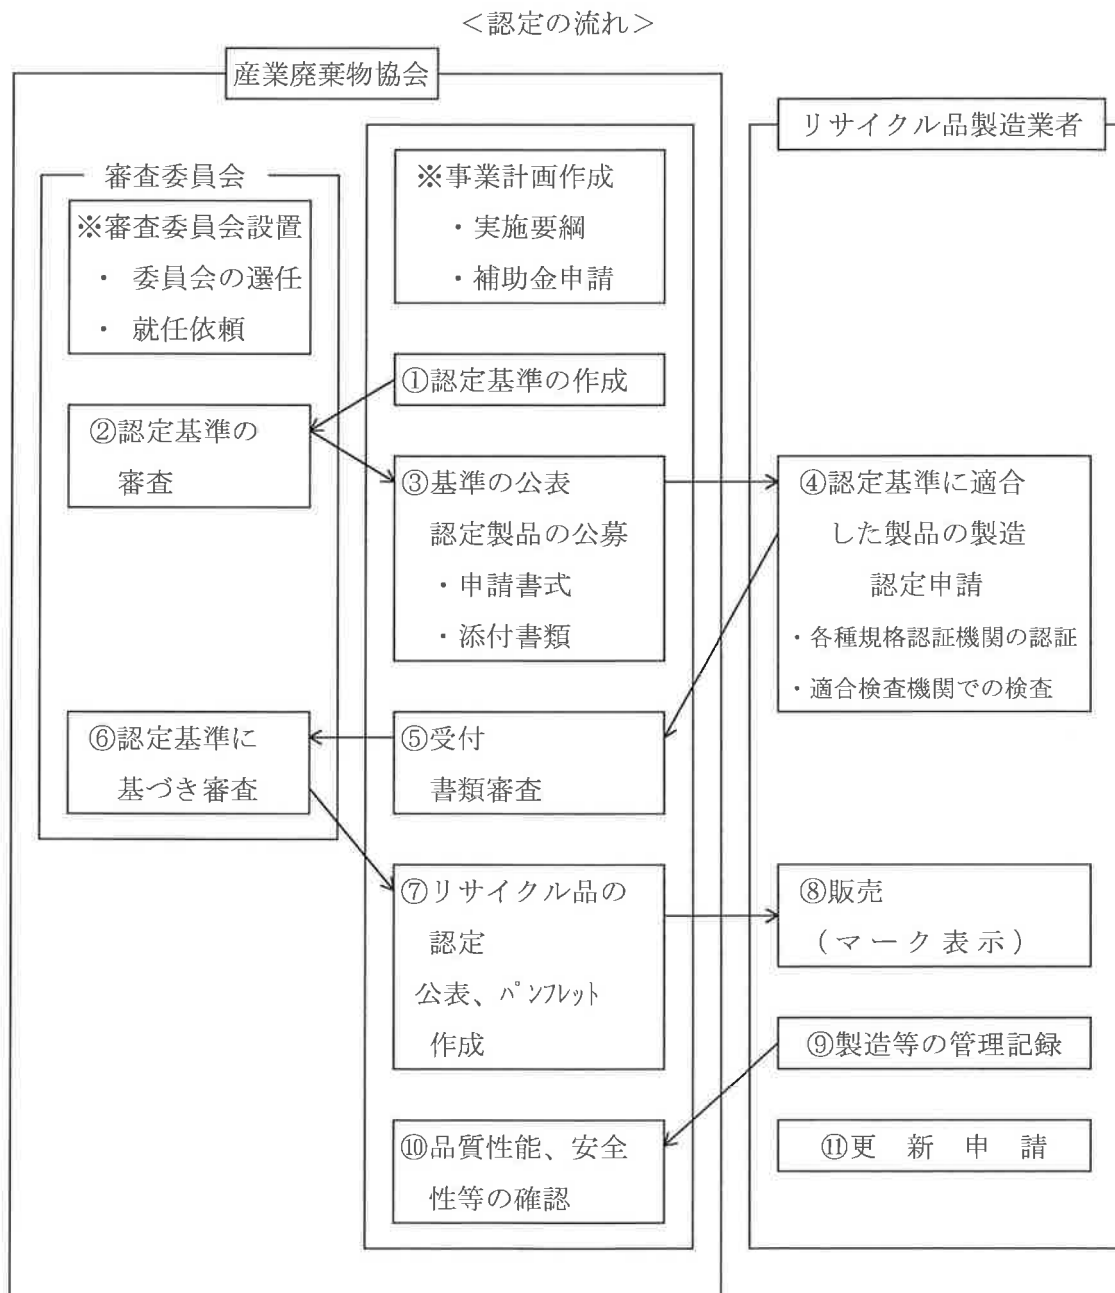 ＜認定の流れ＞
産業廃棄物協会
審査委員会
※審査委員会設置
・ 委員会の選任
・ 就任依頼
②認定基準の
審査
⑥認定基準に
基づき審査
※事業計画作成
・実施要綱
・補助金申請
①認定基準の作成
③基準の公表
認定製品の公募
・申請書式
・添付書類
⑤受付
書類審査
⑦リサイクル品の
認定
公表、ﾊﾟﾝﾌﾚｯﾄ
作成
⑩品質性能、安全
性等の確認
リサイクル品製造業者
④認定基準に適合
した製品の製造
認定申請
・各種規格認証機関の認証
・適合検査機関での検査
⑧販売
（マーク表示）
⑨製造等の管理記録
⑪更 新 申 請